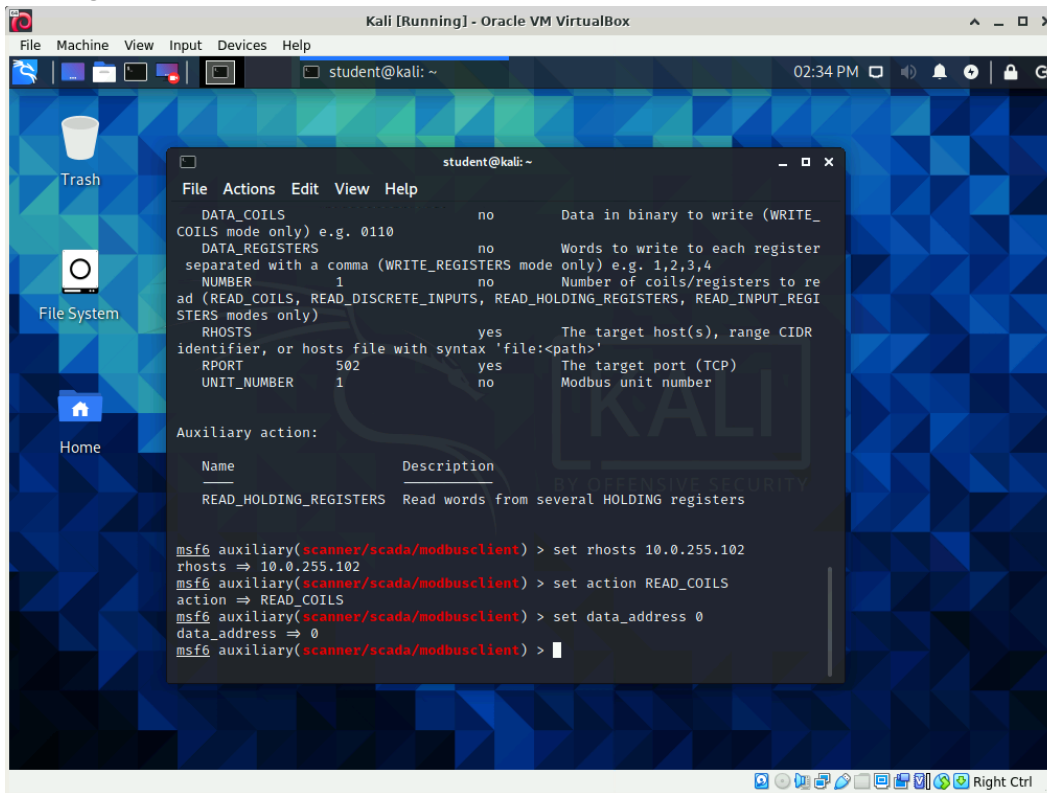 Kali [Running] - Oracle VM VirtualBox
File Machine View Input Devices Help
student@kali: ~
02:34 PM
Trash
File System
Home
student@kali: ~
File Actions Edit View Help
DATA_COILS no Data in binary to write (WRITE_
COILS mode only) e.g. 0110
DATA_REGISTERS no Words to write to each register
separated with a comma (WRITE_REGISTERS mode only) e.g. 1,2,3,4
NUMBER 1 no Number of coils/registers to re
ad (READ_COILS, READ_DISCRETE_INPUTS, READ_HOLDING_REGISTERS, READ_INPUT_REGI
STERS modes only)
RHOSTS yes The target host(s), range CIDR
identifier, or hosts file with syntax 'file:<path>'
RPORT 502 yes The target port (TCP)
UNIT_NUMBER 1 no Modbus unit number
KALI
Auxiliary action:
Name Description
BY OFFENSIVE SECURITY
READ_HOLDING_REGISTERS Read words from several HOLDING registers
msf6 auxiliary(scanner/scada/modbusclient) > set rhosts 10.0.255.102
rhosts ⇒ 10.0.255.102
msf6 auxiliary(scanner/scada/modbusclient) > set action READ_COILS
action ⇒ READ_COILS
msf6 auxiliary(scanner/scada/modbusclient) > set data_address 0
data_address ⇒ 0
msf6 auxiliary(scanner/scada/modbusclient) >
Right Ctrl